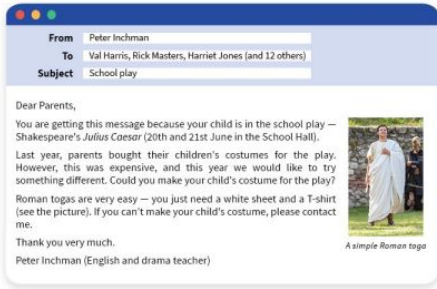 From Peter Inchman
To Val Harris, Rick Masters, Harriet Jones (and 12 others)
Subject School play
Dear Parents,
You are getting this message because your child is in the school play —
Shakespeare's Julius Caesar (20th and 21st June in the School Hall).
Last year, parents bought their children's costumes for the play.
However, this was expensive, and this year we would like to try
something different. Could you make your child's costume for the play?
Roman togas are very easy — you just need a white sheet and a T-shirt
(see the picture). If you can't make your child's costume, please contact
me.
Thank you very much.
Peter Inchman (English and drama teacher)
A simple Roman toga